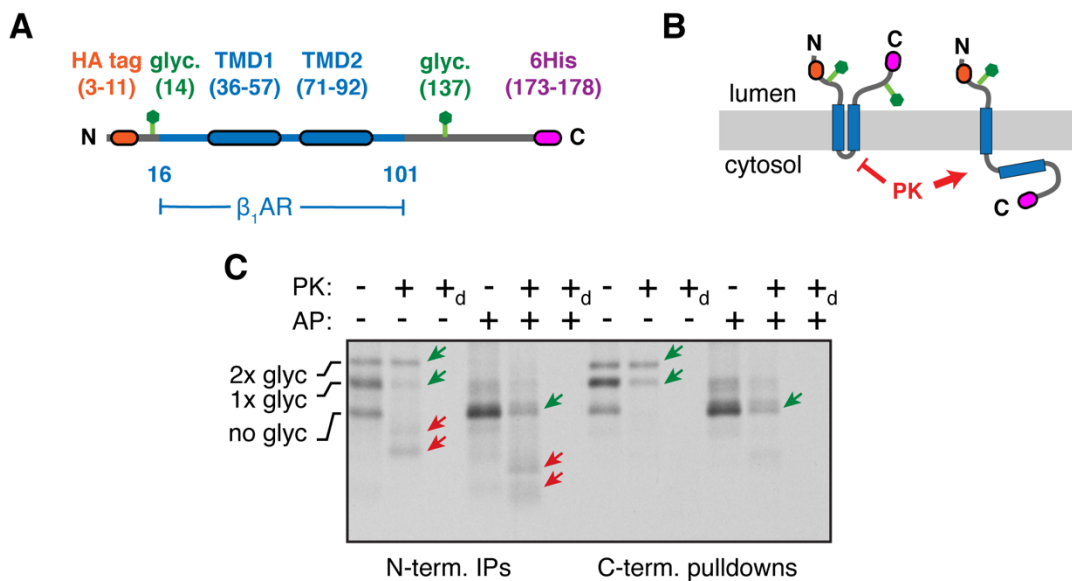 A
HA tag glyc. TMD1 TMD2 glyc. 6His
(3-11) (14) (36-57) (71-92) (137) (173-178)
N C
16 101
β1AR
B
N C N
lumen
cytosol
PK
C
C
PK: - + +d - + +d - + +d - + +d
AP: - - - + + + - - - + + +
2x glyc
1x glyc
no glyc
N-term. IPs C-term. pulldowns